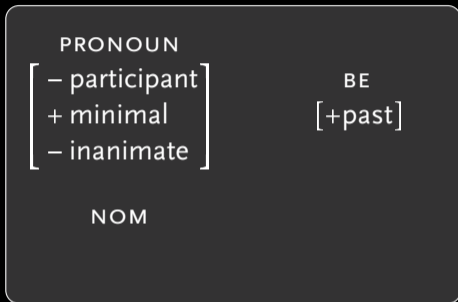 PRONOUN
– participant
+ minimal
– inanimate
NOM
BE
[+past]